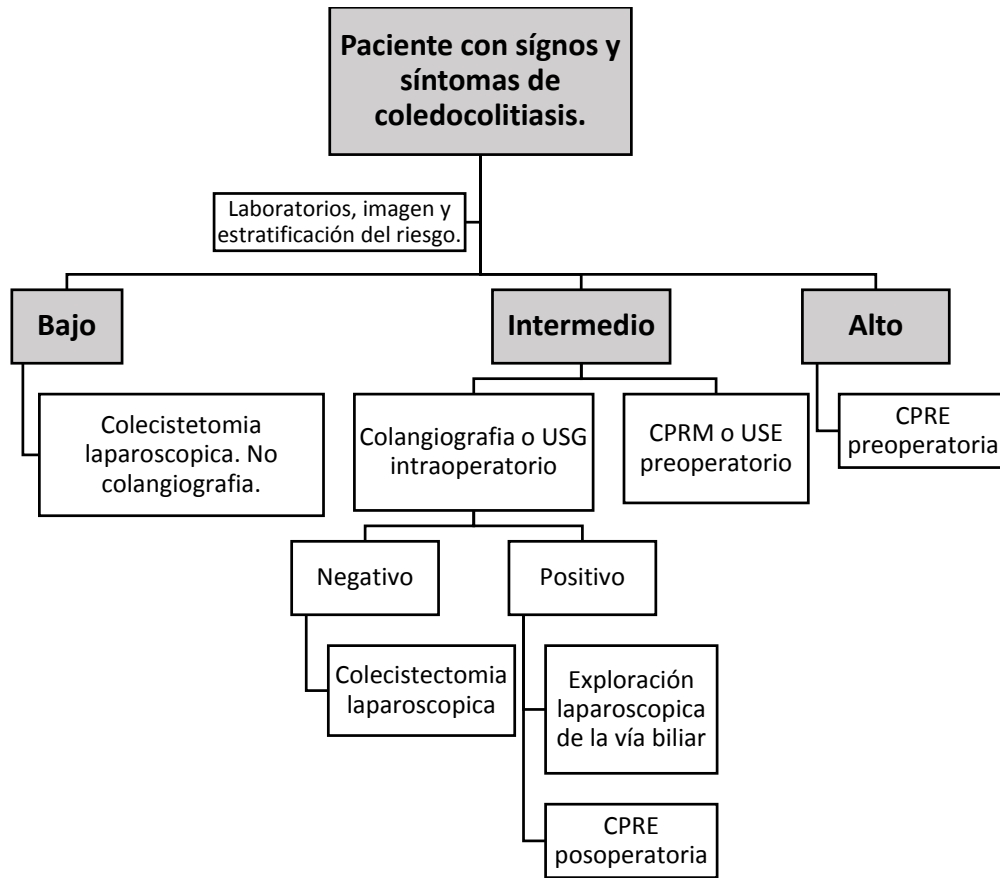 Paciente con sígnos y
síntomas de
coledocolitiasis.
Laboratorios, imagen y
estratificación del riesgo.
Bajo
Intermedio
Alto
Colecistetomia
laparoscopica. No
colangiografia.
Colangiografia o USG
intraoperatorio
CPRM o USE
preoperatorio
CPRE
preoperatoria
Negativo
Positivo
Colecistectomia
laparoscopica
Exploración
laparoscopica
de la vía biliar
CPRE
posoperatoria